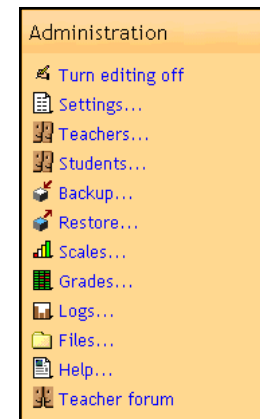 Administration
Turn editing off
Settings...
Teachers...
Students...
Backup...
Restore...
Scales...
Grades...
Logs...
Files...
Help...
Teacher forum